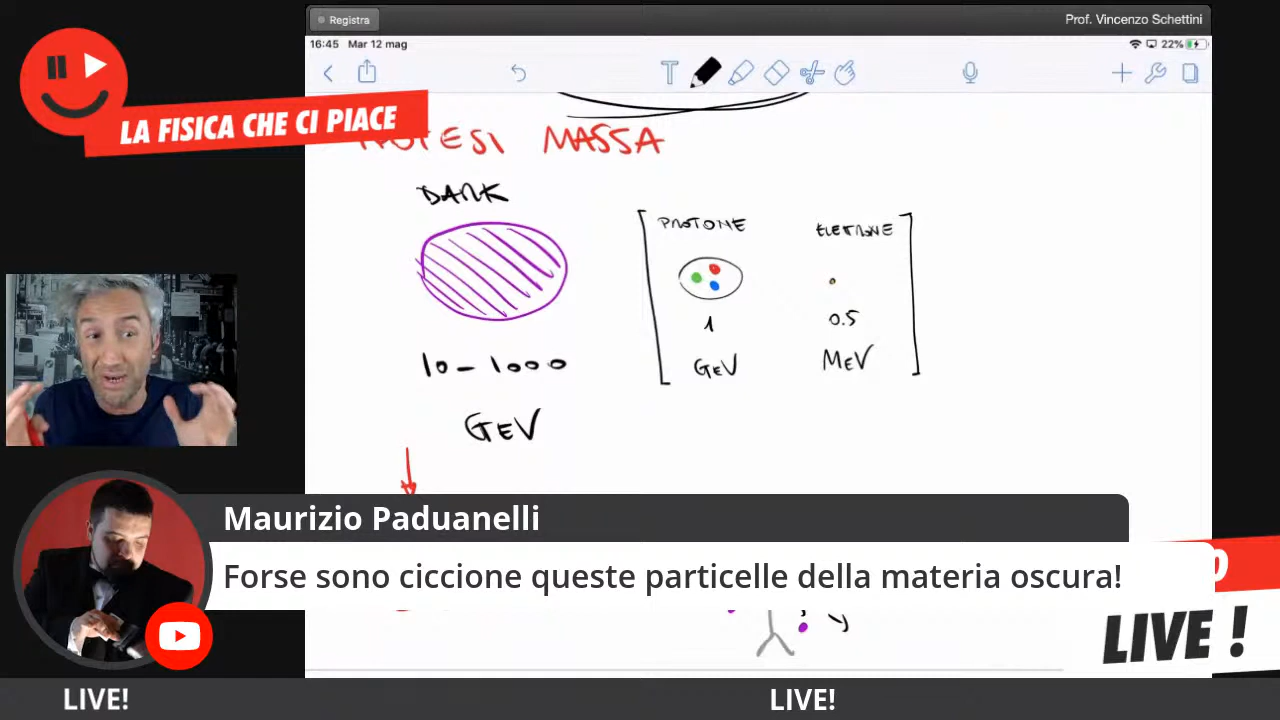 Registra
Prof. Vincenzo Schettini
16:45 Mar 12 mag
22%
T
LA FISICA CHE CI PIACE
MASSA
DARK
PROTONE
ELETTRONE
1
0.5
GeV
MeV
10 - 1000
GeV
Maurizio Paduanelli
Forse sono ciccione queste particelle della materia oscura!
LIVE !
LIVE!
LIVE!